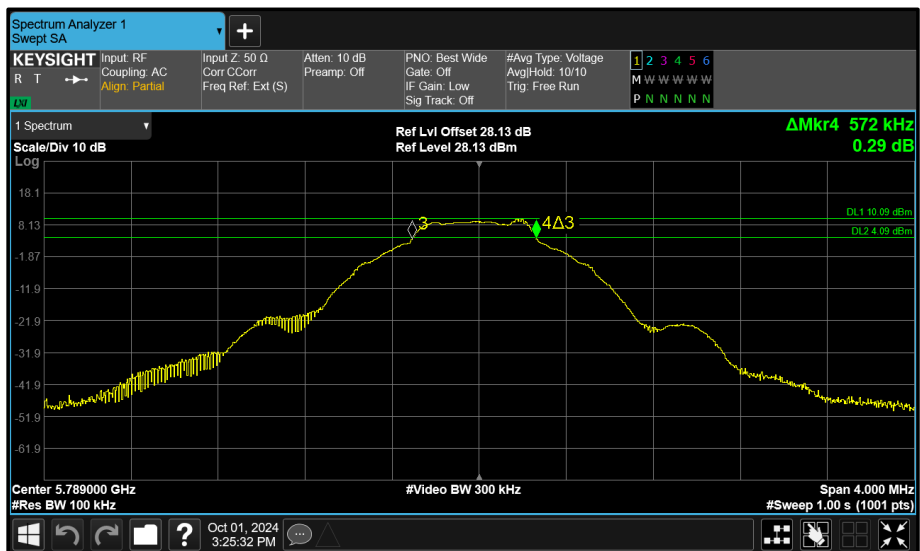 Spectrum Analyzer 1
Swept SA
KEYSIGHT
R T
LXI
Input: RF
Coupling: AC
Align: Partial
Input Z: 50 Ω
Corr CCorr
Freq Ref: Ext (S)
Atten: 10 dB
Preamp: Off
PNO: Best Wide
Gate: Off
IF Gain: Low
Sig Track: Off
#Avg Type: Voltage
Avg|Hold: 10/10
Trig: Free Run
1 2 3 4 5 6
M W W W W W
P N N N N N
1 Spectrum
Scale/Div 10 dB
Ref Lvl Offset 28.13 dB
Ref Level 28.13 dBm
ΔMkr4 572 kHz
0.29 dB
Log
18.1
8.13
-1.87
-11.9
-21.9
-31.9
-41.9
-51.9
-61.9
3
4Δ3
DL1 10.09 dBm
DL2 4.09 dBm
Center 5.789000 GHz
#Res BW 100 kHz
#Video BW 300 kHz
Span 4.000 MHz
#Sweep 1.00 s (1001 pts)
?
Oct 01, 2024
3:25:32 PM